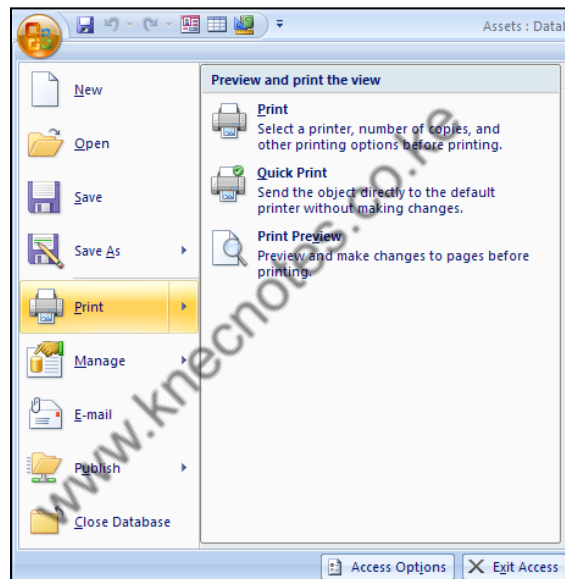 Assets : Datal
New
Open
Save
Save As
Print
Manage
E-mail
Publish
Close Database
Preview and print the view
Print
Select a printer, number of copies, and
other printing options before printing.
Quick Print
Send the object directly to the default
printer without making changes.
Print Preview
Preview and make changes to pages before
printing.
www.knecnotes.co.ke
Access Options
Exit Access